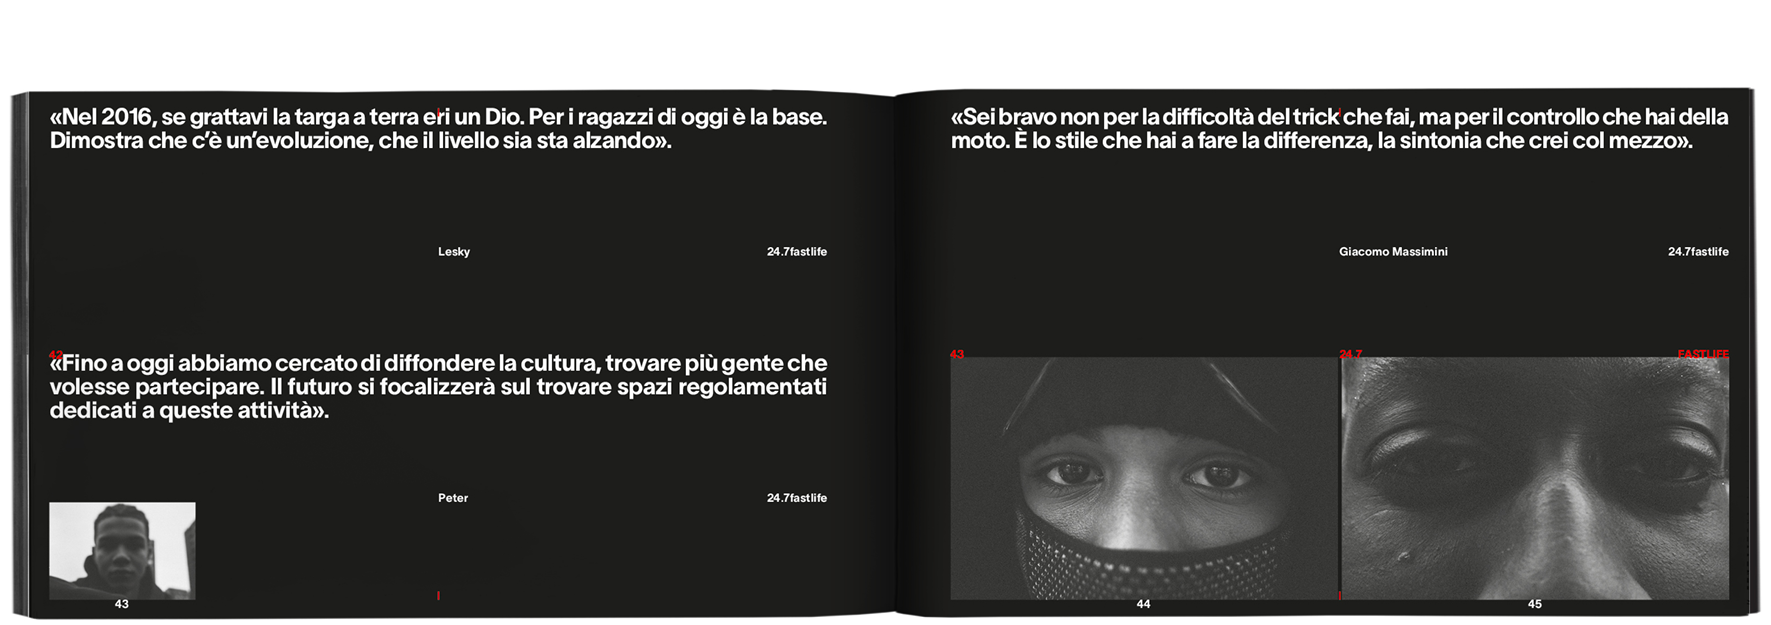 «Nel 2016, se grattavi la targa a terra eri un Dio. Per i ragazzi di oggi è la base.
Dimostra che c'è un'evoluzione, che il livello sia sta alzando».
Lesky
24.7fastlife
42
«Fino a oggi abbiamo cercato di diffondere la cultura, trovare più gente che
volesse partecipare. Il futuro si focalizzerà sul trovare spazi regolamentati
dedicati a queste attività».
Peter
24.7fastlife
43
«Sei bravo non per la difficoltà del trick che fai, ma per il controllo che hai della
moto. È lo stile che hai a fare la differenza, la sintonia che crei col mezzo».
Giacomo Massimini
24.7fastlife
43
24.7
FASTLIFE
44
45